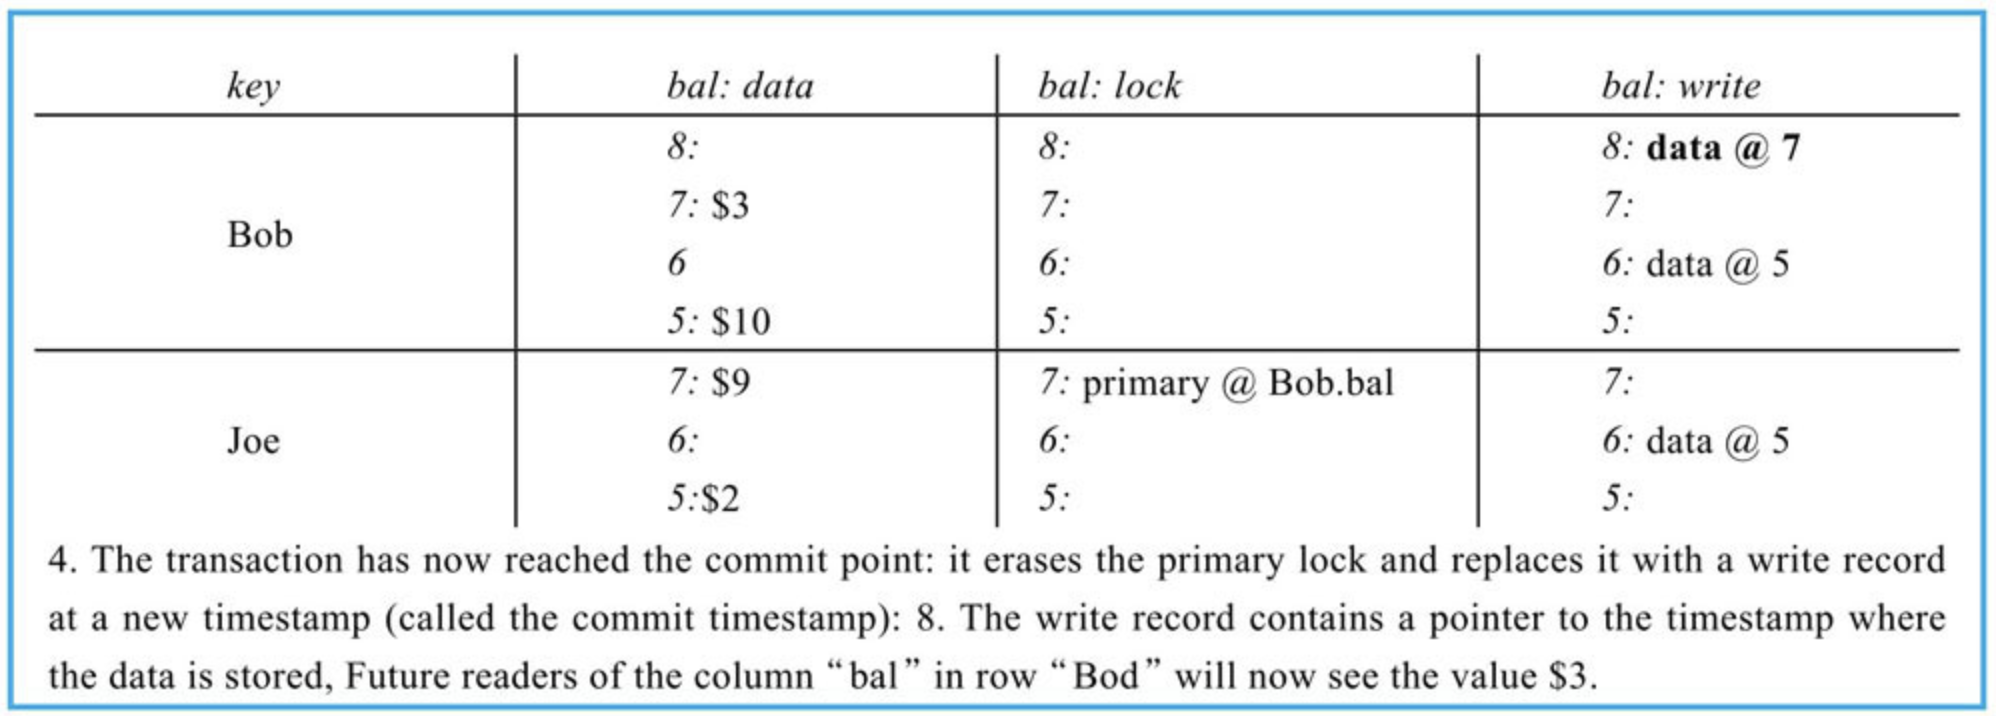 key bal: data bal: lock bal: write
8: 8: 8: data @ 7
7: $3 7: 7:
Bob
6 6: 6: data @ 5
5: $10 5: 5:
7: $9 7: primary @ Bob.bal 7:
Joe 6: 6: 6: data @ 5
5:$2 5: 5:
4. The transaction has now reached the commit point: it erases the primary lock and replaces it with a write record
at a new timestamp (called the commit timestamp): 8. The write record contains a pointer to the timestamp where
the data is stored, Future readers of the column “bal” in row “Bod” will now see the value $3.